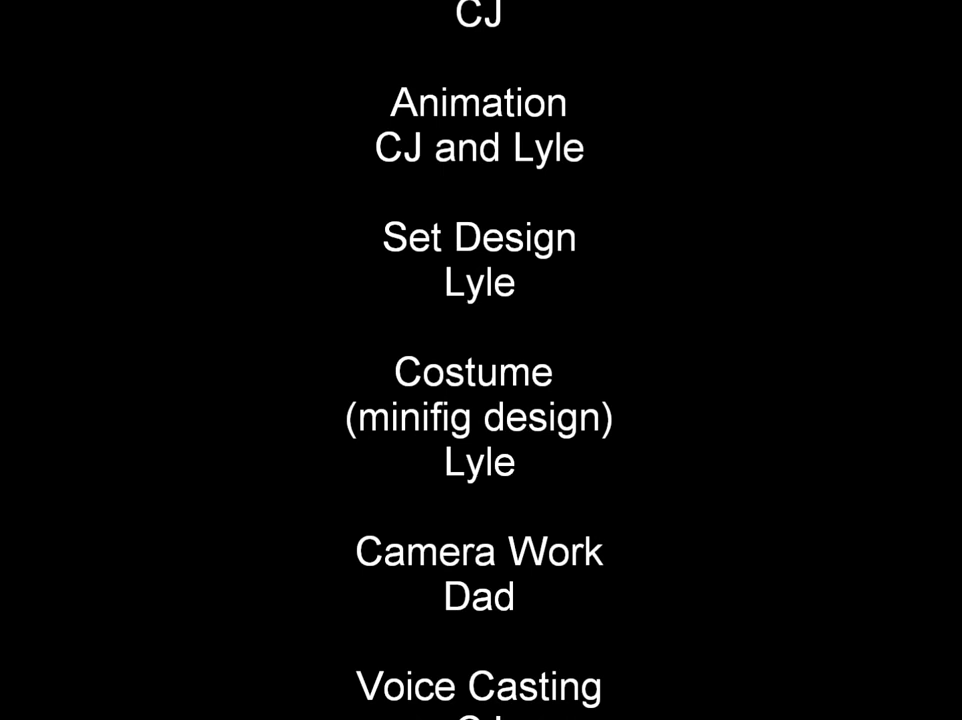 CJ
Animation
CJ and Lyle
Set Design
Lyle
Costume
(minifig design)
Lyle
Camera Work
Dad
Voice Casting